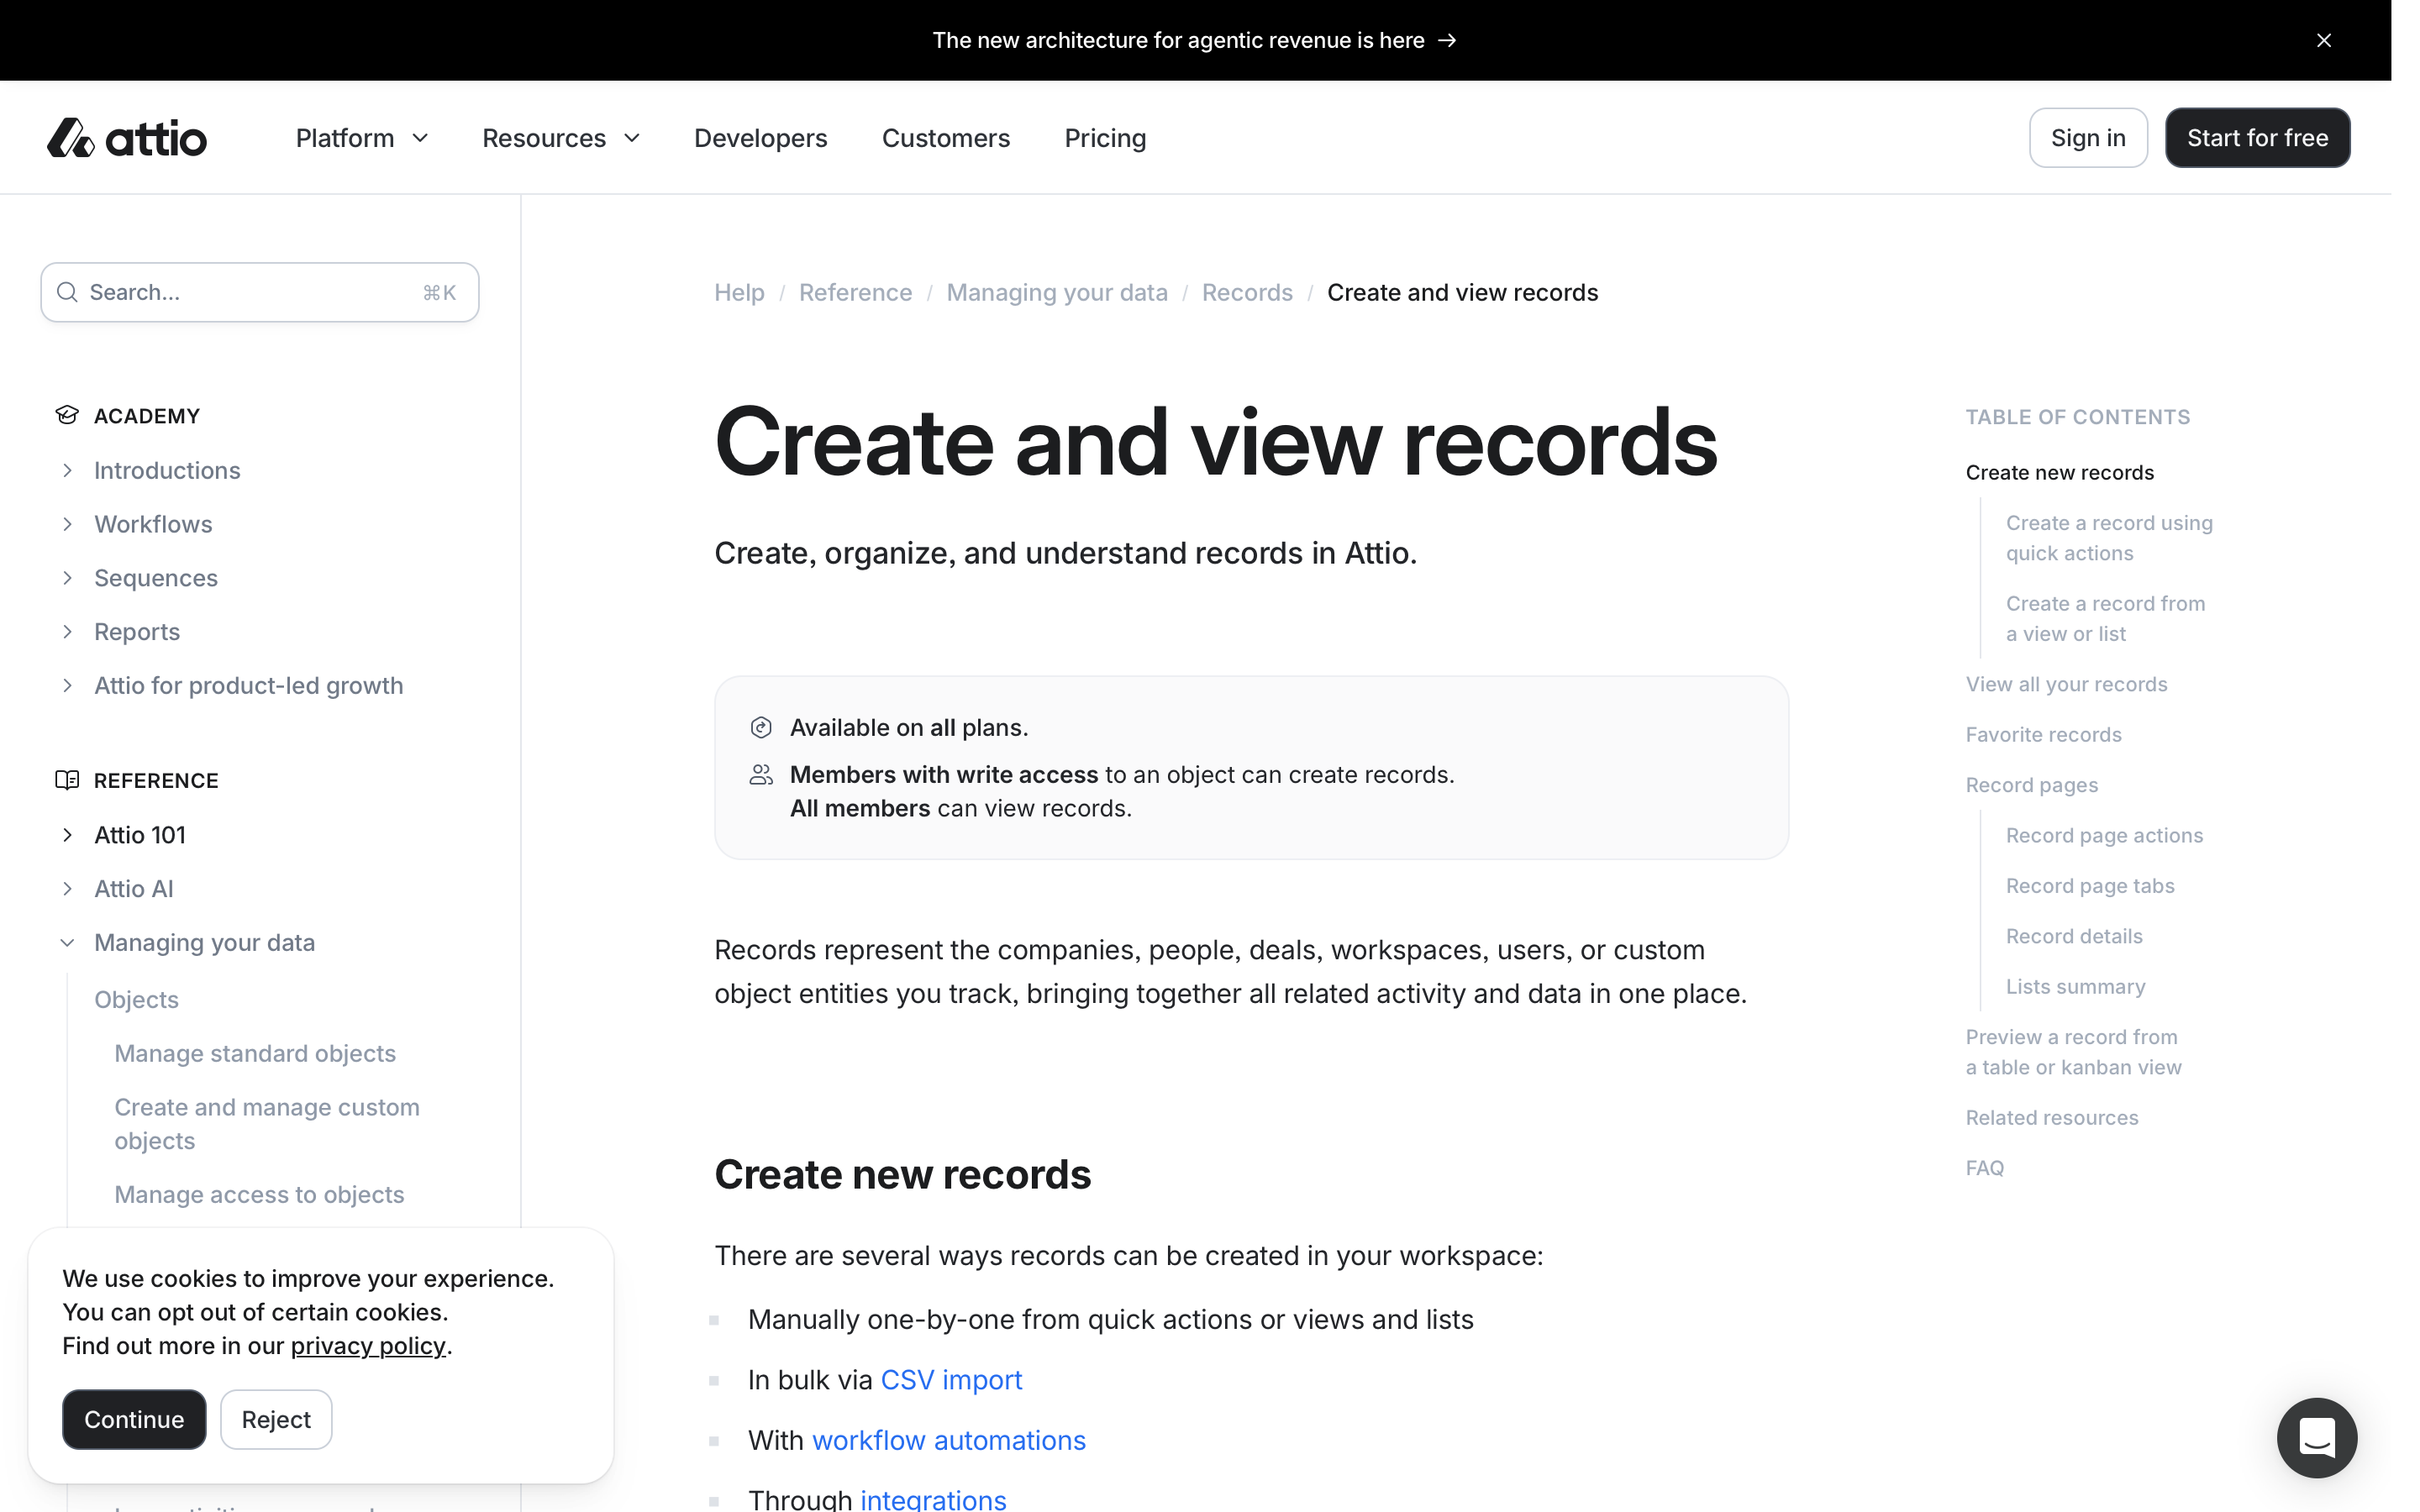 The new architecture for agentic revenue is here →
attio
Platform
Resources
Developers
Customers
Pricing
Sign in
Start for free
Search...
⌘K
Help / Reference / Managing your data / Records / Create and view records
ACADEMY
Introductions
Workflows
Sequences
Reports
Attio for product-led growth
REFERENCE
Attio 101
Attio AI
Managing your data
Objects
Manage standard objects
Create and manage custom
objects
Manage access to objects
We use cookies to improve your experience.
You can opt out of certain cookies.
Find out more in our privacy policy.
Continue
Reject
Create and view records
Create, organize, and understand records in Attio.
Available on all plans.
Members with write access to an object can create records.
All members can view records.
Records represent the companies, people, deals, workspaces, users, or custom
object entities you track, bringing together all related activity and data in one place.
Create new records
There are several ways records can be created in your workspace:
Manually one-by-one from quick actions or views and lists
In bulk via CSV import
With workflow automations
Through integrations
TABLE OF CONTENTS
Create new records
Create a record using
quick actions
Create a record from
a view or list
View all your records
Favorite records
Record pages
Record page actions
Record page tabs
Record details
Lists summary
Preview a record from
a table or kanban view
Related resources
FAQ